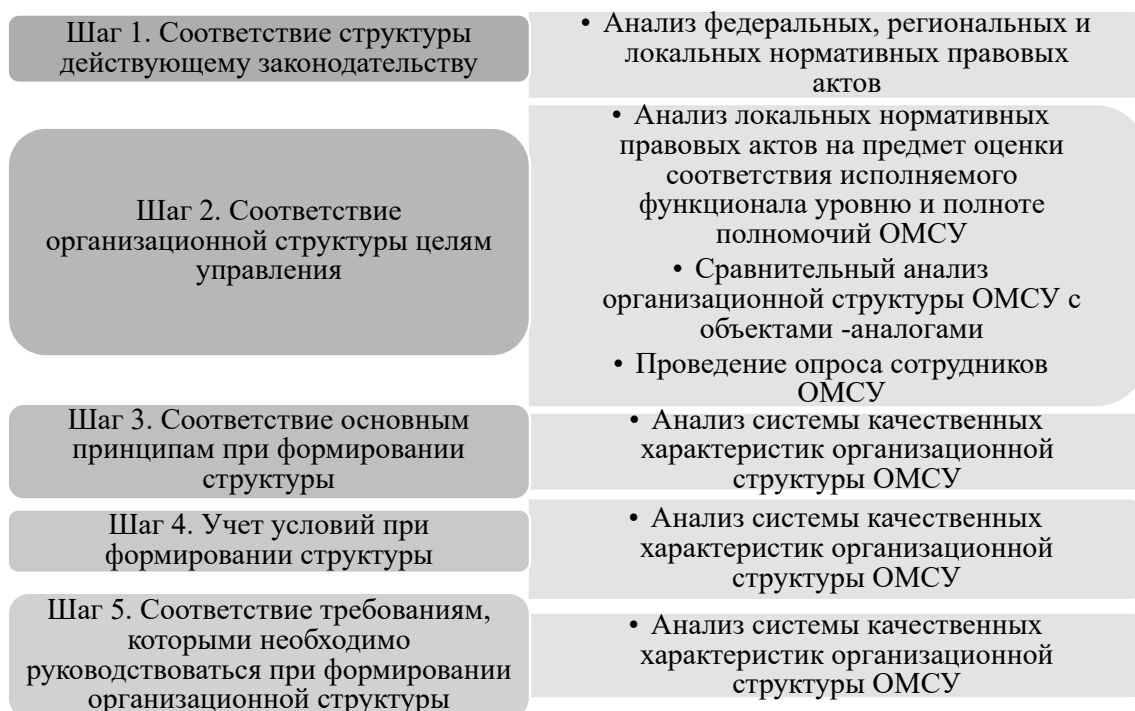 Шаг 1. Соответствие структуры
действующему законодательству
• Анализ федеральных, региональных и
локальных нормативных правовых
актов
Шаг 2. Соответствие
организационной структуры целям
управления
• Анализ локальных нормативных
правовых актов на предмет оценки
соответствия исполняемого
функционала уровню и полноте
полномочий ОМСУ
• Сравнительный анализ
организационной структуры ОМСУ с
объектами -аналогами
• Проведение опроса сотрудников
ОМСУ
Шаг 3. Соответствие основным
принципам при формировании
структуры
• Анализ системы качественных
характеристик организационной
структуры ОМСУ
Шаг 4. Учет условий при
формировании структуры
• Анализ системы качественных
характеристик организационной
структуры ОМСУ
Шаг 5. Соответствие требованиям,
которыми необходимо
руководствоваться при формировании
организационной структуры
• Анализ системы качественных
характеристик организационной
структуры ОМСУ